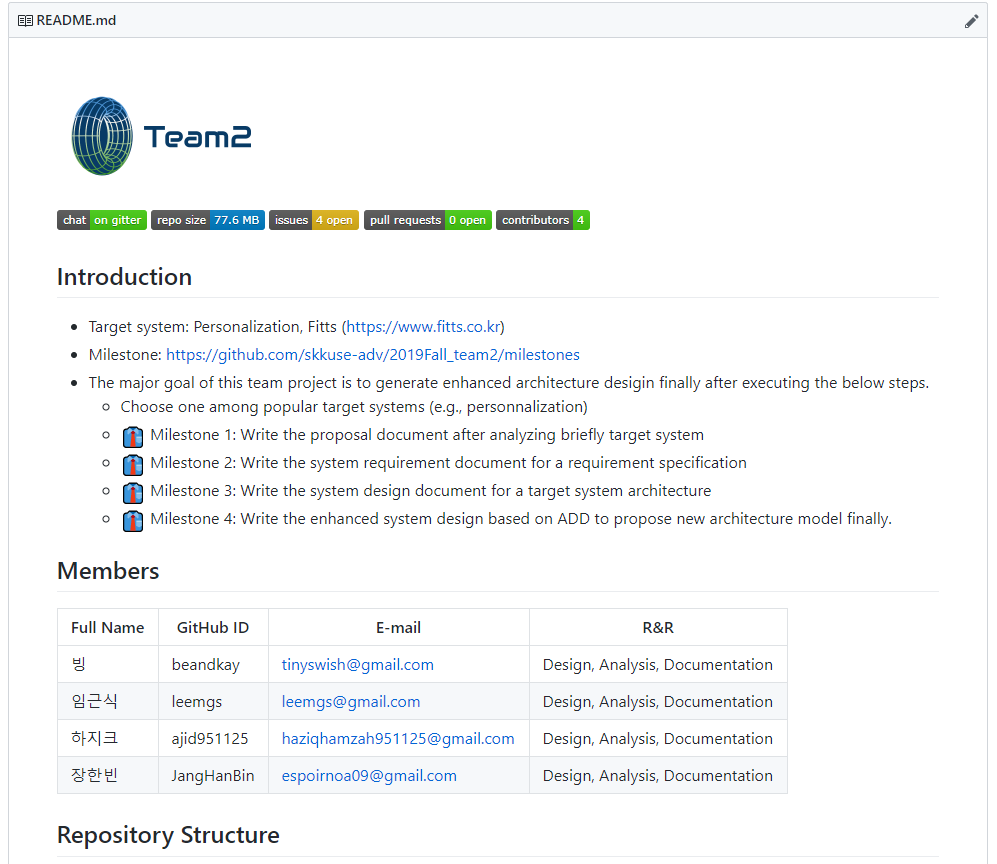 README.md
Team2
chat on gitter repo size 77.6 MB issues 4 open pull requests 0 open contributors 4
Introduction
Target system: Personalization, Fitts (https://www.fitts.co.kr)
Milestone: https://github.com/skkuse-adv/2019Fall_team2/milestones
The major goal of this team project is to generate enhanced architecture desigin finally after executing the below steps.
Choose one among popular target systems (e.g., personnalization)
Milestone 1: Write the proposal document after analyzing briefly target system
Milestone 2: Write the system requirement document for a requirement specification
Milestone 3: Write the system design document for a target system architecture
Milestone 4: Write the enhanced system design based on ADD to propose new architecture model finally.
Members
Full Name GitHub ID E-mail R&R
빙 beandkay tinyswish@gmail.com Design, Analysis, Documentation
임근식 leemgs leemgs@gmail.com Design, Analysis, Documentation
하지크 ajid951125 haziqhamzah951125@gmail.com Design, Analysis, Documentation
장한빈 JangHanBin espoirnoa09@gmail.com Design, Analysis, Documentation
Repository Structure